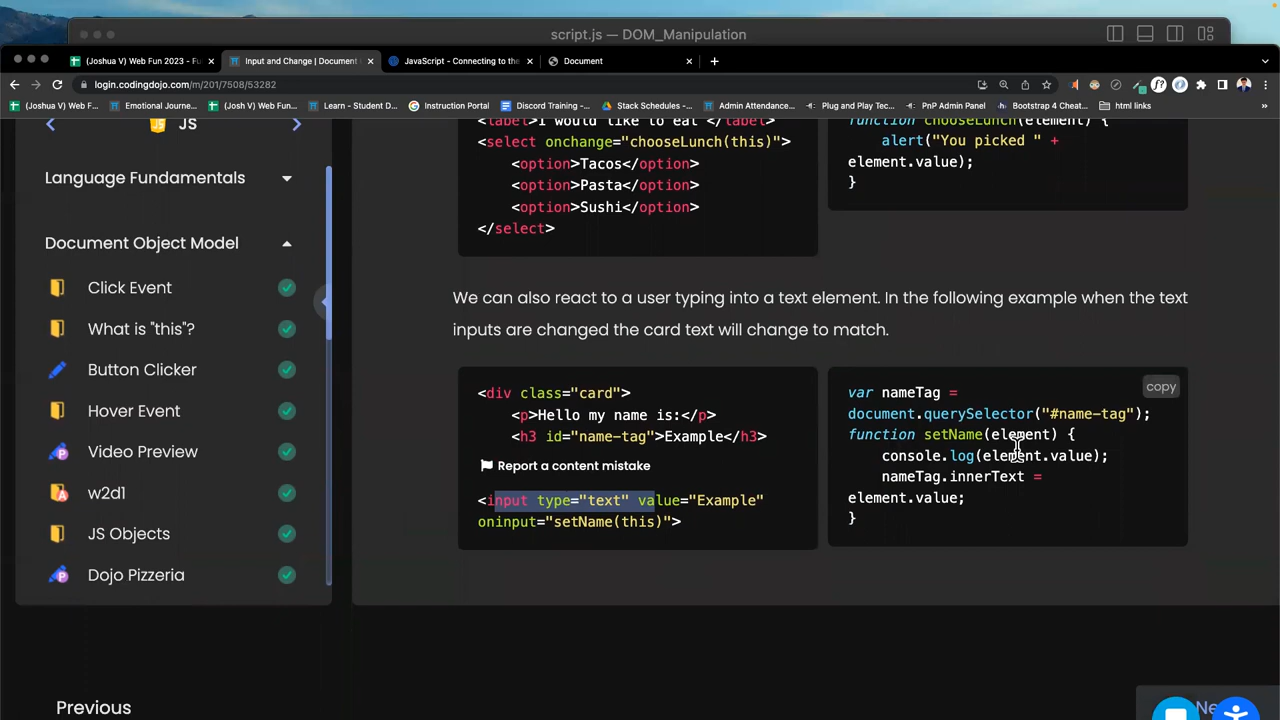 script.js — DOM_Manipulation
(Joshua V) Web Fun 2023 - Fu
Input and Change | Document
JavaScript - Connecting to the
Document
login.codingdojo.com/m/201/7508/53282
(Joshua V) Web F...
Emotional Journe...
(Josh V) Web Fun...
Learn - Student D...
Instruction Portal
Discord Training -...
Stack Schedules -...
Admin Attendance...
Plug and Play Tec...
PnP Admin Panel
Bootstrap 4 Cheat...
html links
JS
Language Fundamentals
Document Object Model
Click Event
What is "this"?
Button Clicker
Hover Event
Video Preview
w2d1
JS Objects
Dojo Pizzeria
<label>I would like to eat </label>
<select onchange="chooseLunch(this)">
<option>Tacos</option>
<option>Pasta</option>
<option>Sushi</option>
</select>
function chooseLunch(element) {
alert("You picked " +
element.value);
}
We can also react to a user typing into a text element. In the following example when the text
inputs are changed the card text will change to match.
<div class="card">
<p>Hello my name is:</p>
<h3 id="name-tag">Example</h3>
Report a content mistake
<input type="text" value="Example"
oninput="setName(this)">
copy
var nameTag =
document.querySelector("#name-tag");
function setName(element) {
console.log(element.value);
nameTag.innerText =
element.value;
}
Previous